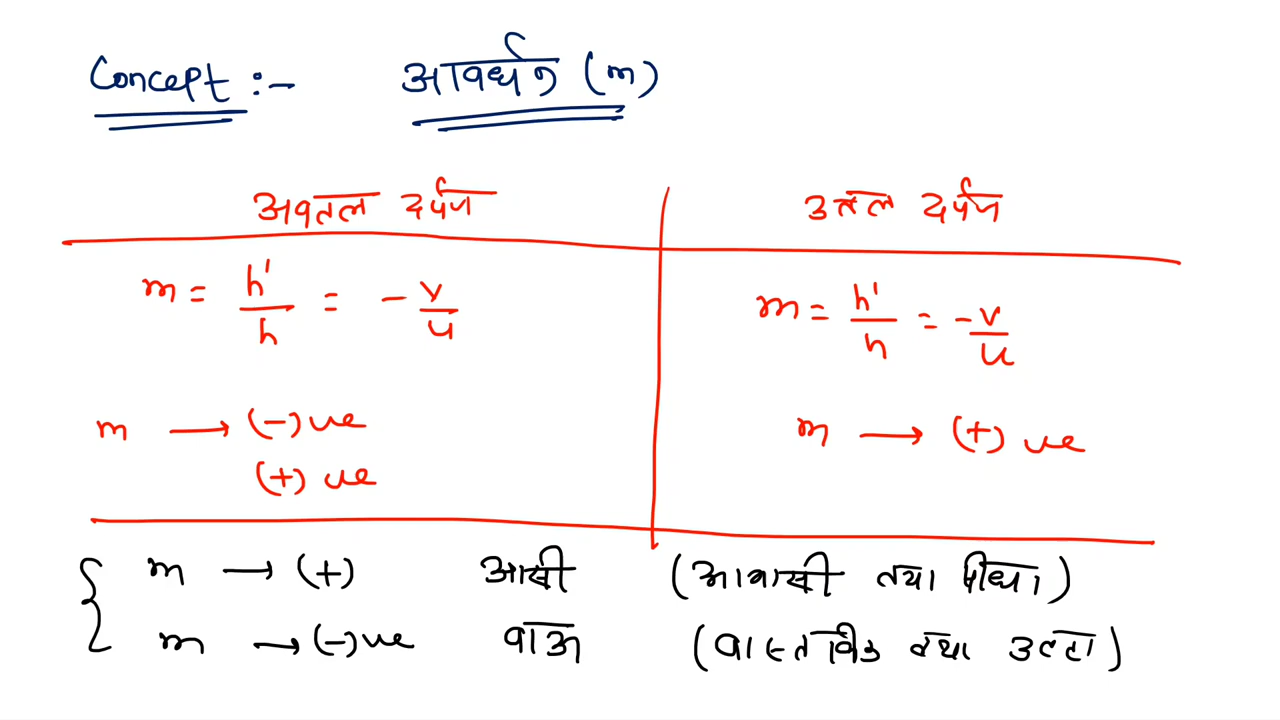 Concept :- आवर्धन (m)
अवतल दर्पण उत्तल दर्पण
m = h'/h = - v/u m = h'/h = - v/u
m → (-)ve m → (+) ve
(+) ve
m → (+) आसी (आभासी तथा सीधा)
m → (-)ve वाउ (वास्तविक तथा उल्टा)